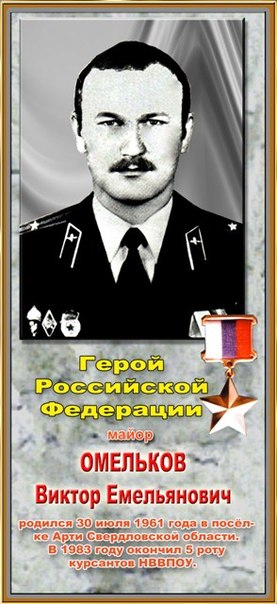 Герой
Российской
Федерации
майор
ОМЕЛЬКОВ
Виктор Емельянович
родился 30 июля 1961 года в посёл-
ке Арти Свердловской области.
В 1983 году окончил 5 роту
курсантов НВВПОУ.